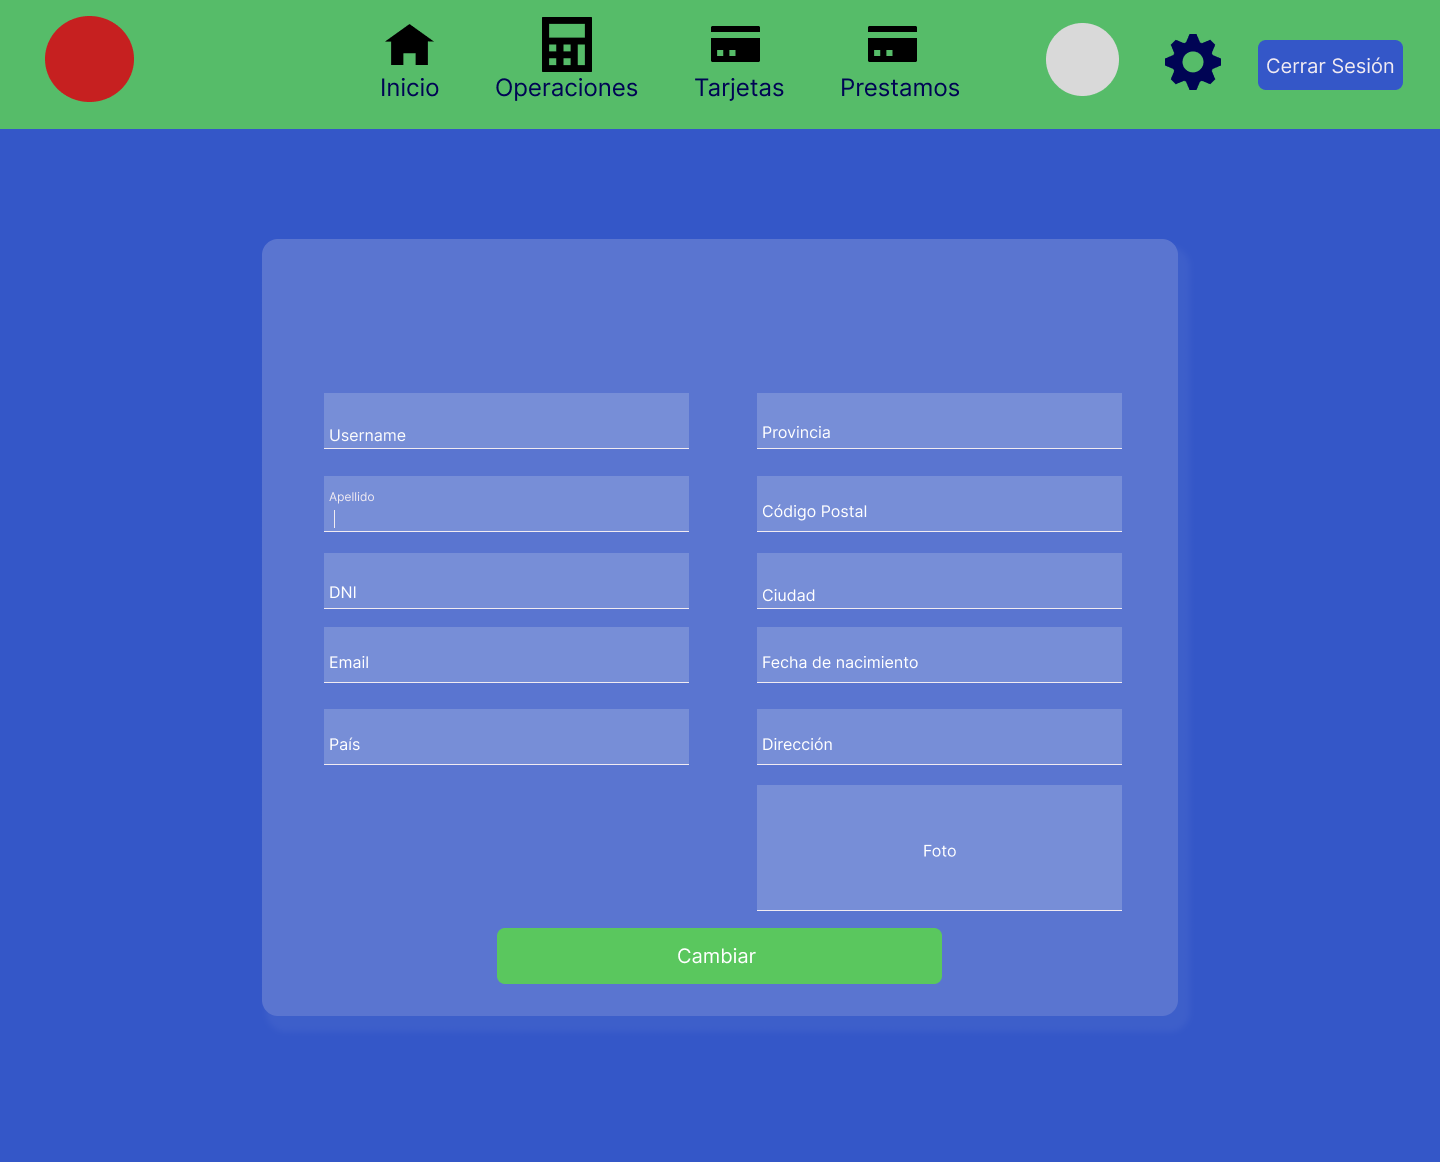 Inicio
Operaciones
Tarjetas
Prestamos
Cerrar Sesión
Username
Provincia
Apellido
Código Postal
DNI
Ciudad
Email
Fecha de nacimiento
País
Dirección
Foto
Cambiar